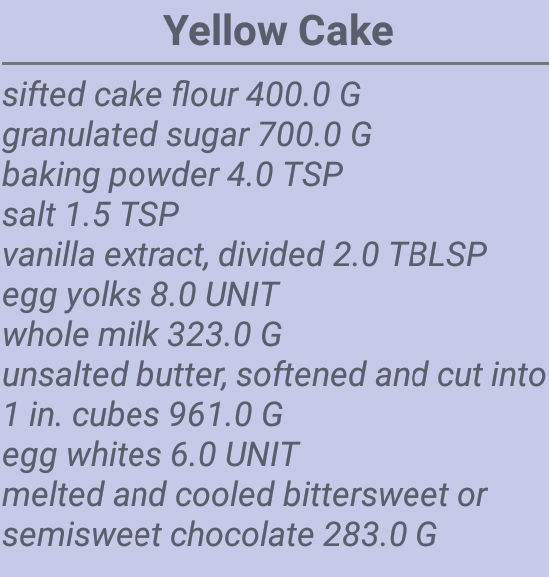 Yellow Cake
sifted cake flour 400.0 G
granulated sugar 700.0 G
baking powder 4.0 TSP
salt 1.5 TSP
vanilla extract, divided 2.0 TBLSP
egg yolks 8.0 UNIT
whole milk 323.0 G
unsalted butter, softened and cut into
1 in. cubes 961.0 G
egg whites 6.0 UNIT
melted and cooled bittersweet or
semisweet chocolate 283.0 G